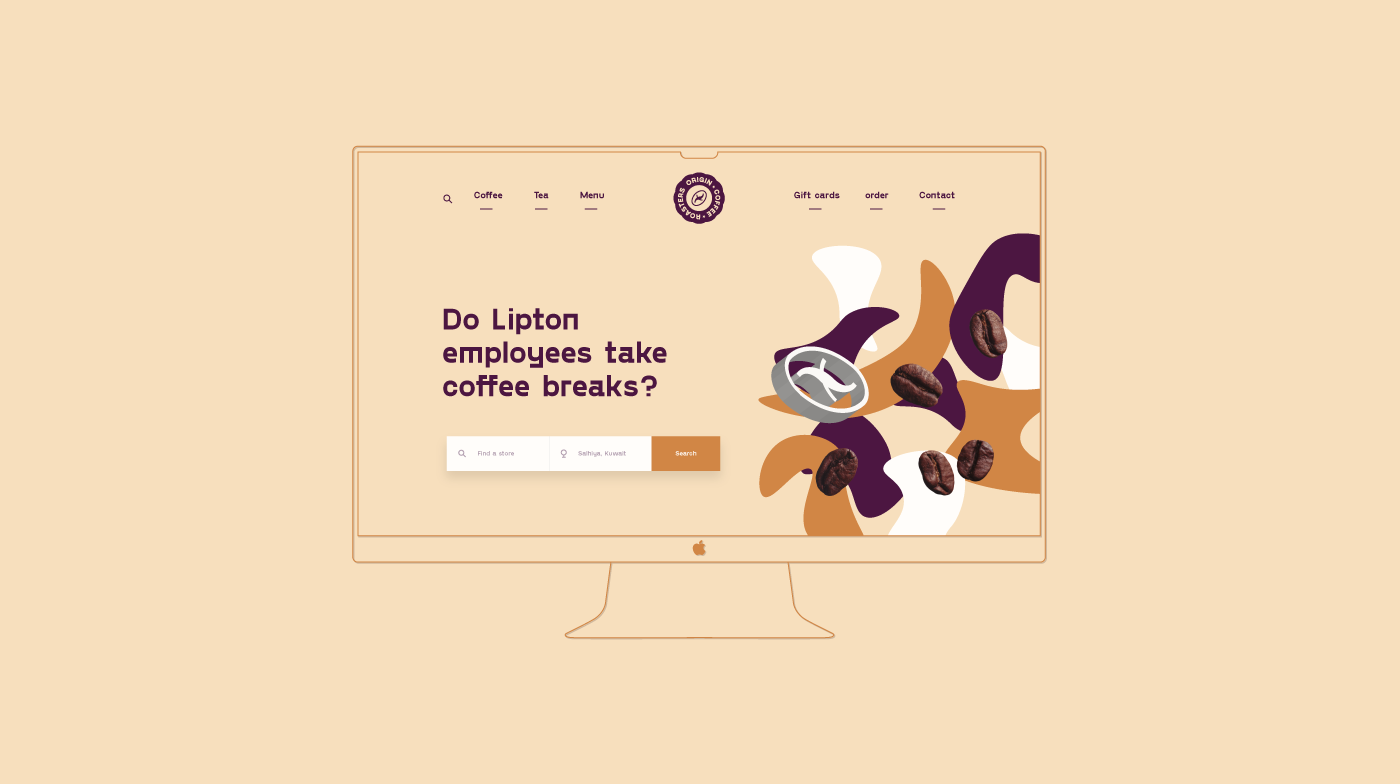 Coffee
Tea
Menu
ORIGIN • COFFEE • ROASTERS
Gift cards
order
Contact
Do Lipton
employees take
coffee breaks?
Find a store
Salhiya, Kuwait
Search